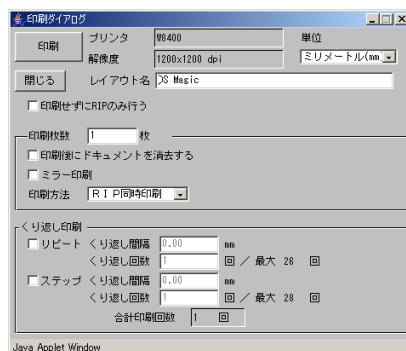 印刷ダイアログ
印刷 プリンタ W8400 単位
解像度 1200x1200 dpi ミリメートル(mm)
閉じる レイアウト名 DS Magic
印刷せずにRIPのみ行う
印刷枚数 1 枚
印刷後にドキュメントを消去する
ミラー印刷
印刷方法 RIP同時印刷
くり返し印刷
リピート くり返し間隔 0.00 mm
くり返し回数 1 回 / 最大 26 回
ステップ くり返し間隔 0.00 mm
くり返し回数 1 回 / 最大 28 回
合計印刷回数 1 回
Java Applet Window